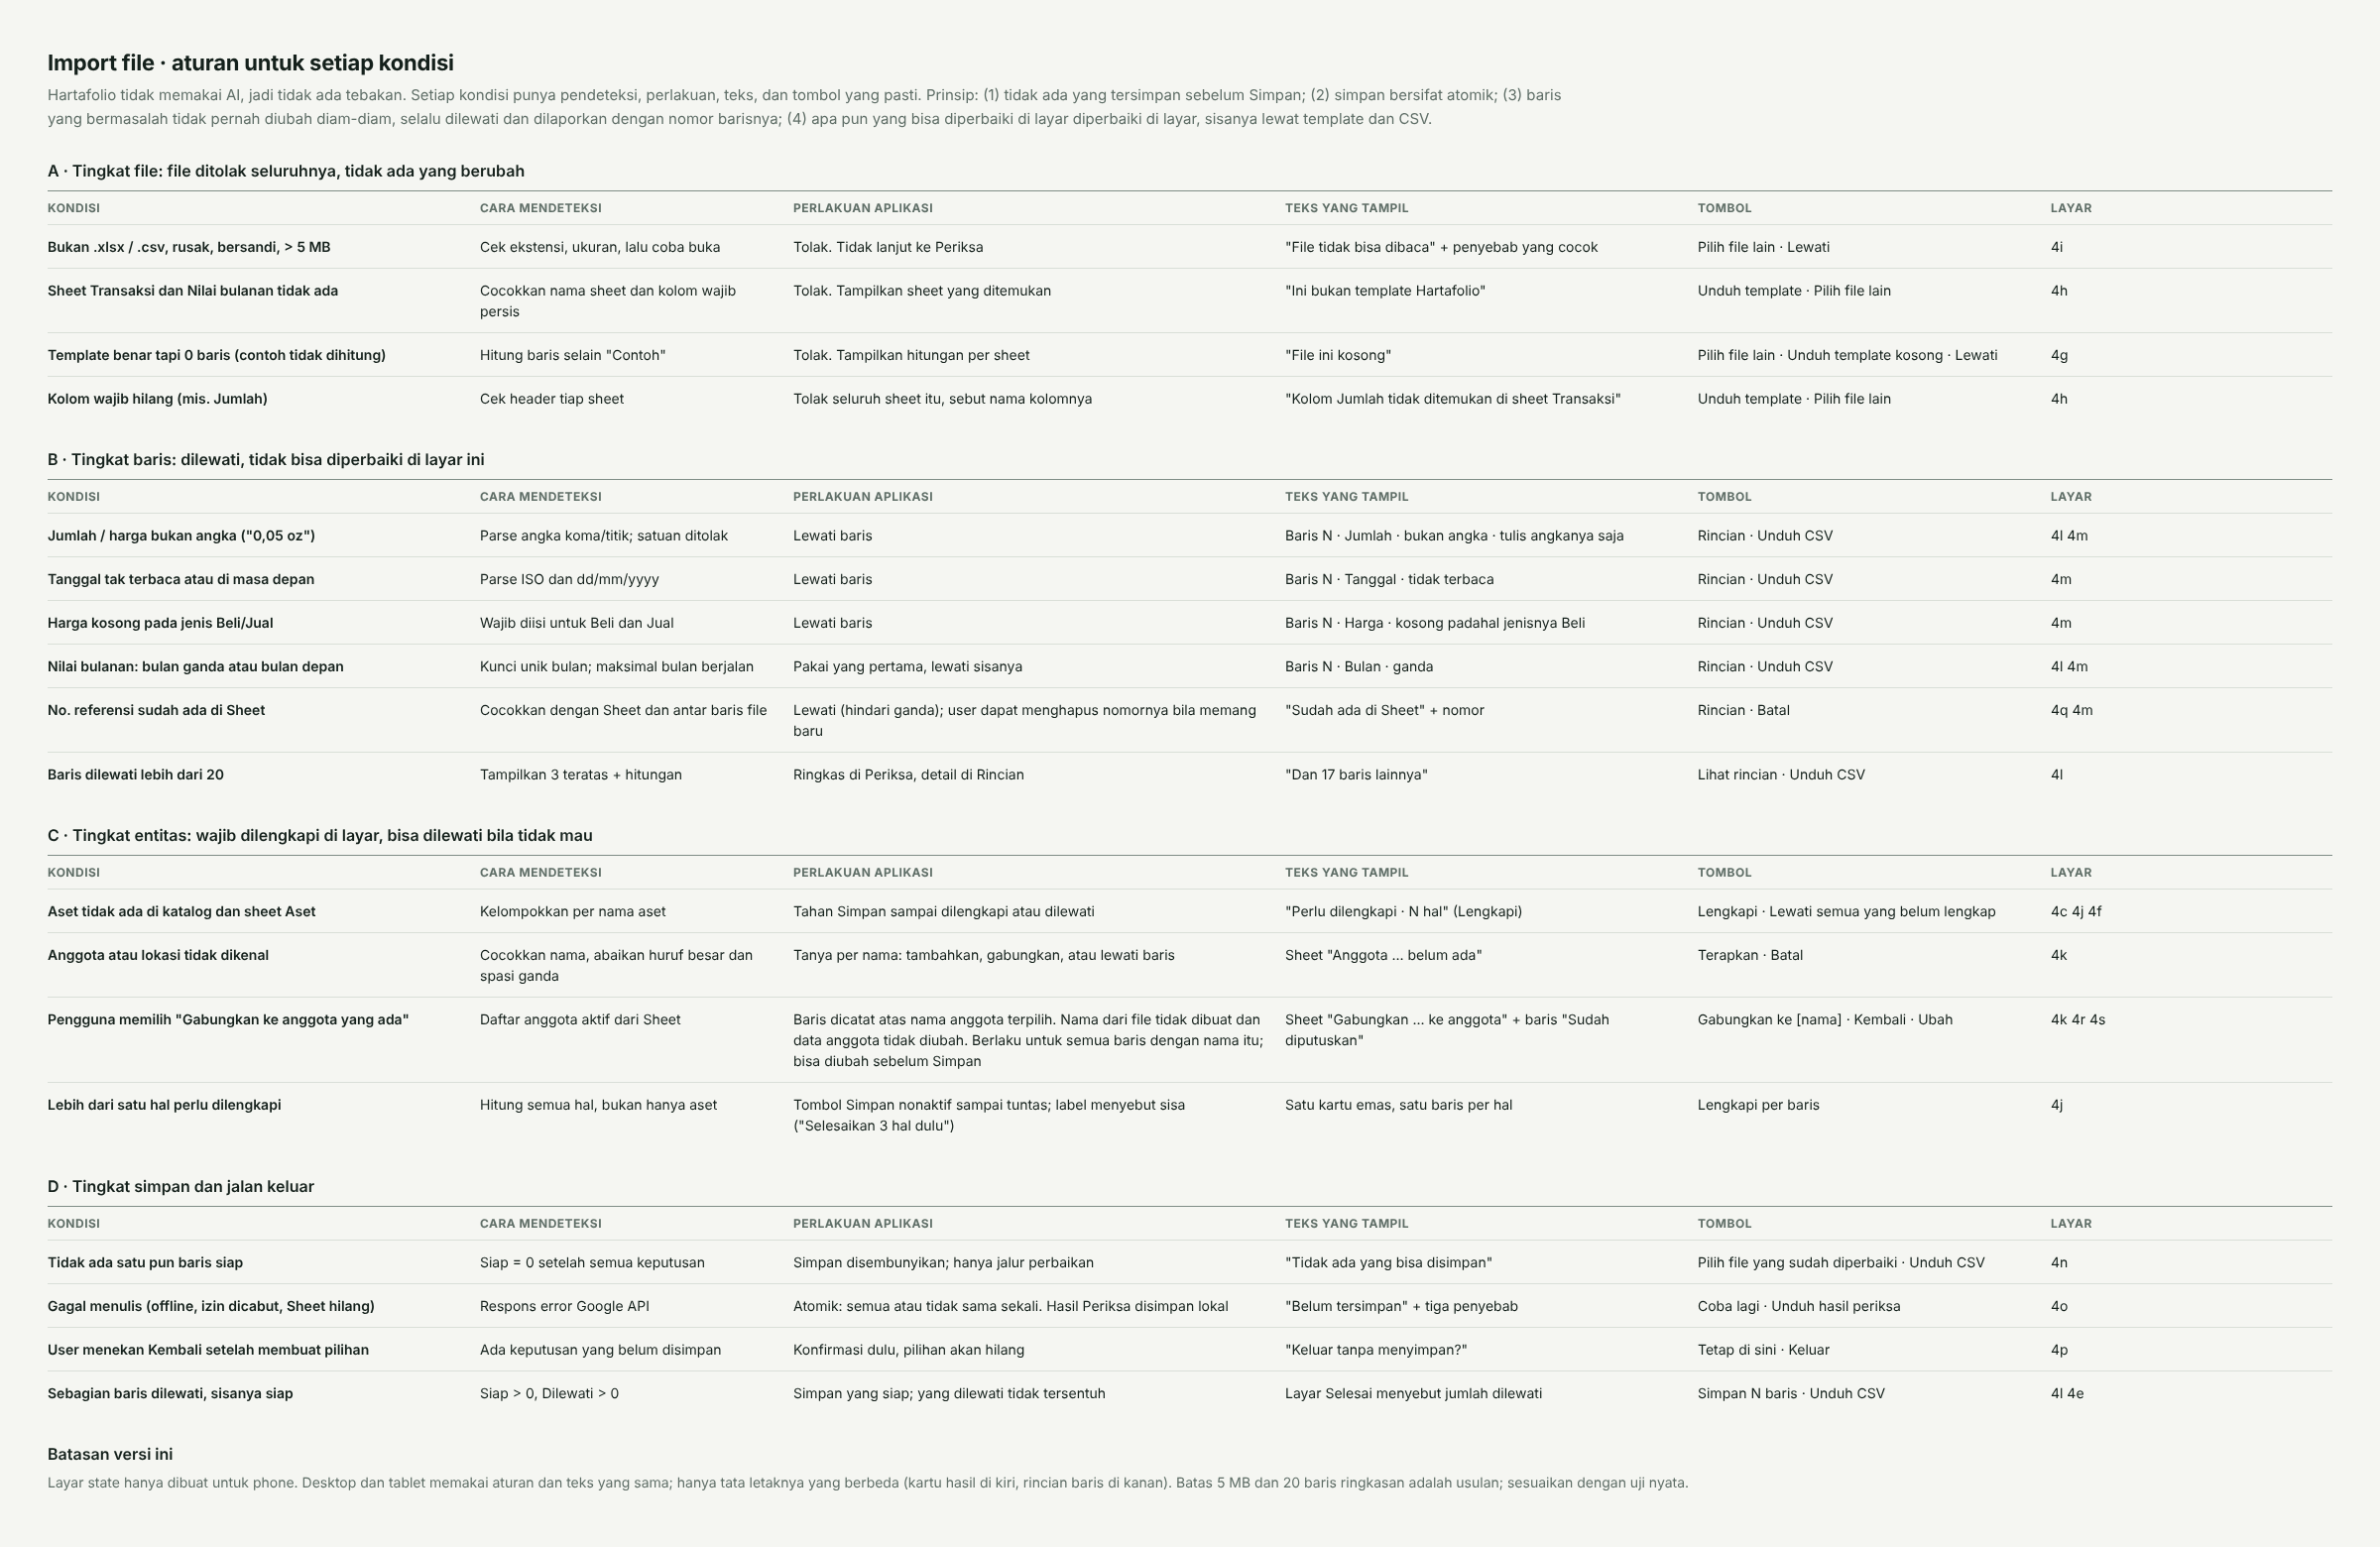 Import file · aturan untuk setiap kondisi
Hartafolio tidak memakai AI, jadi tidak ada tebakan. Setiap kondisi punya pendeteksi, perlakuan, teks, dan tombol yang pasti. Prinsip: (1) tidak ada yang tersimpan sebelum Simpan; (2) simpan bersifat atomik; (3) baris
yang bermasalah tidak pernah diubah diam-diam, selalu dilewati dan dilaporkan dengan nomor barisnya; (4) apa pun yang bisa diperbaiki di layar diperbaiki di layar, sisanya lewat template dan CSV.
A · Tingkat file: file ditolak seluruhnya, tidak ada yang berubah
KONDISI CARA MENDETEKSI PERLAKUAN APLIKASI TEKS YANG TAMPIL TOMBOL LAYAR
Bukan .xlsx / .csv, rusak, bersandi, > 5 MB Cek ekstensi, ukuran, lalu coba buka Tolak. Tidak lanjut ke Periksa "File tidak bisa dibaca" + penyebab yang cocok Pilih file lain · Lewati 4i
Sheet Transaksi dan Nilai bulanan tidak ada Cocokkan nama sheet dan kolom wajib Tolak. Tampilkan sheet yang ditemukan "Ini bukan template Hartafolio" Unduh template · Pilih file lain 4h
persis
Template benar tapi 0 baris (contoh tidak dihitung) Hitung baris selain "Contoh" Tolak. Tampilkan hitungan per sheet "File ini kosong" Pilih file lain · Unduh template kosong · Lewati 4g
Kolom wajib hilang (mis. Jumlah) Cek header tiap sheet Tolak seluruh sheet itu, sebut nama kolomnya "Kolom Jumlah tidak ditemukan di sheet Transaksi" Unduh template · Pilih file lain 4h
B · Tingkat baris: dilewati, tidak bisa diperbaiki di layar ini
KONDISI CARA MENDETEKSI PERLAKUAN APLIKASI TEKS YANG TAMPIL TOMBOL LAYAR
Jumlah / harga bukan angka ("0,05 oz") Parse angka koma/titik; satuan ditolak Lewati baris Baris N · Jumlah · bukan angka · tulis angkanya saja Rincian · Unduh CSV 4l 4m
Tanggal tak terbaca atau di masa depan Parse ISO dan dd/mm/yyyy Lewati baris Baris N · Tanggal · tidak terbaca Rincian · Unduh CSV 4m
Harga kosong pada jenis Beli/Jual Wajib diisi untuk Beli dan Jual Lewati baris Baris N · Harga · kosong padahal jenisnya Beli Rincian · Unduh CSV 4m
Nilai bulanan: bulan ganda atau bulan depan Kunci unik bulan; maksimal bulan berjalan Pakai yang pertama, lewati sisanya Baris N · Bulan · ganda Rincian · Unduh CSV 4l 4m
No. referensi sudah ada di Sheet Cocokkan dengan Sheet dan antar baris file Lewati (hindari ganda); user dapat menghapus nomornya bila memang "Sudah ada di Sheet" + nomor Rincian · Batal 4q 4m
baru
Baris dilewati lebih dari 20 Tampilkan 3 teratas + hitungan Ringkas di Periksa, detail di Rincian "Dan 17 baris lainnya" Lihat rincian · Unduh CSV 4l
C · Tingkat entitas: wajib dilengkapi di layar, bisa dilewati bila tidak mau
KONDISI CARA MENDETEKSI PERLAKUAN APLIKASI TEKS YANG TAMPIL TOMBOL LAYAR
Aset tidak ada di katalog dan sheet Aset Kelompokkan per nama aset Tahan Simpan sampai dilengkapi atau dilewati "Perlu dilengkapi · N hal" (Lengkapi) Lengkapi · Lewati semua yang belum lengkap 4c 4j 4f
Anggota atau lokasi tidak dikenal Cocokkan nama, abaikan huruf besar dan Tanya per nama: tambahkan, gabungkan, atau lewati baris Sheet "Anggota ... belum ada" Terapkan · Batal 4k
spasi ganda
Pengguna memilih "Gabungkan ke anggota yang ada" Daftar anggota aktif dari Sheet Baris dicatat atas nama anggota terpilih. Nama dari file tidak dibuat dan Sheet "Gabungkan ... ke anggota" + baris "Sudah Gabungkan ke [nama] · Kembali · Ubah 4k 4r 4s
data anggota tidak diubah. Berlaku untuk semua baris dengan nama itu; diputuskan"
bisa diubah sebelum Simpan
Lebih dari satu hal perlu dilengkapi Hitung semua hal, bukan hanya aset Tombol Simpan nonaktif sampai tuntas; label menyebut sisa Satu kartu emas, satu baris per hal Lengkapi per baris 4j
("Selesaikan 3 hal dulu")
D · Tingkat simpan dan jalan keluar
KONDISI CARA MENDETEKSI PERLAKUAN APLIKASI TEKS YANG TAMPIL TOMBOL LAYAR
Tidak ada satu pun baris siap Siap = 0 setelah semua keputusan Simpan disembunyikan; hanya jalur perbaikan "Tidak ada yang bisa disimpan" Pilih file yang sudah diperbaiki · Unduh CSV 4n
Gagal menulis (offline, izin dicabut, Sheet hilang) Respons error Google API Atomik: semua atau tidak sama sekali. Hasil Periksa disimpan lokal "Belum tersimpan" + tiga penyebab Coba lagi · Unduh hasil periksa 4o
User menekan Kembali setelah membuat pilihan Ada keputusan yang belum disimpan Konfirmasi dulu, pilihan akan hilang "Keluar tanpa menyimpan?" Tetap di sini · Keluar 4p
Sebagian baris dilewati, sisanya siap Siap > 0, Dilewati > 0 Simpan yang siap; yang dilewati tidak tersentuh Layar Selesai menyebut jumlah dilewati Simpan N baris · Unduh CSV 4l 4e
Batasan versi ini
Layar state hanya dibuat untuk phone. Desktop dan tablet memakai aturan dan teks yang sama; hanya tata letaknya yang berbeda (kartu hasil di kiri, rincian baris di kanan). Batas 5 MB dan 20 baris ringkasan adalah usulan; sesuaikan dengan uji nyata.